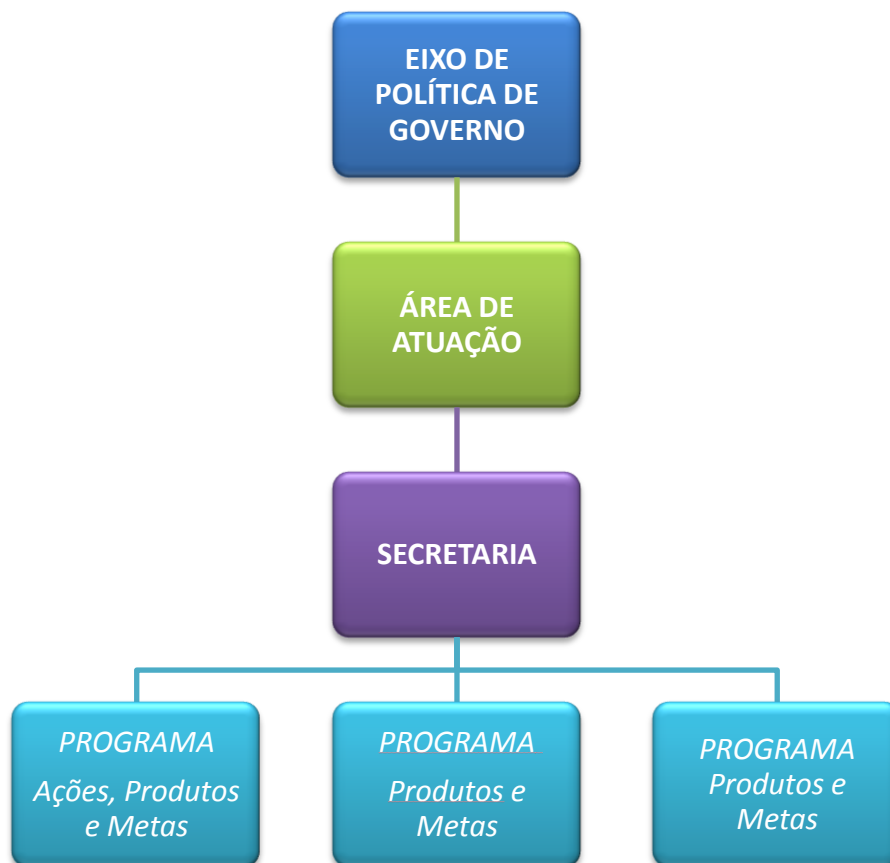 EIXO DE
POLÍTICA DE
GOVERNO
ÁREA DE
ATUAÇÃO
SECRETARIA
PROGRAMA
Ações, Produtos
e Metas
PROGRAMA
Produtos e
Metas
PROGRAMA
Produtos e
Metas